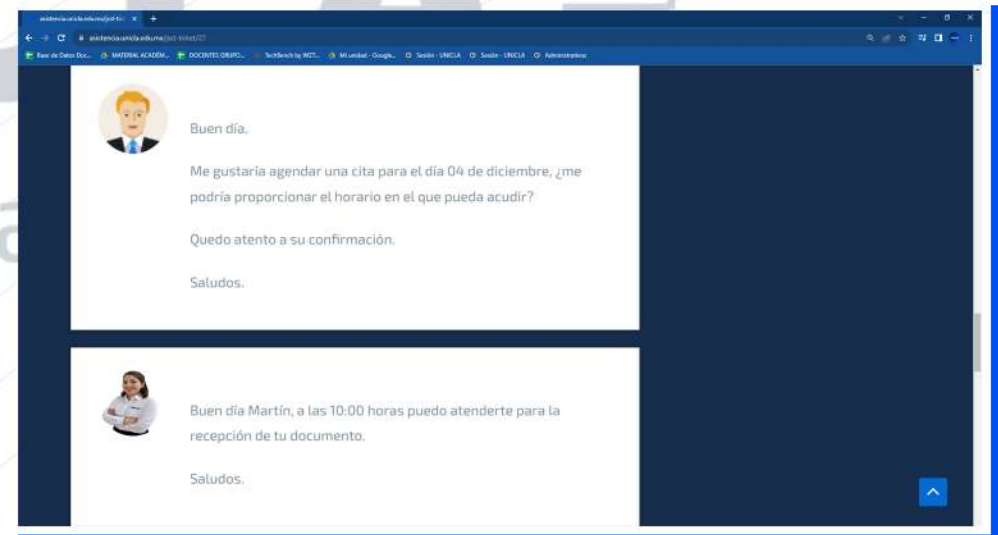 Buen día,
Me gustaría agendar una cita para el día 04 de diciembre, ¿me
podría proporcionar el horario en el que pueda acudir?
Quedo atento a su confirmación.
Saludos.
Buen día Martín, a las 10:00 horas puedo atenderte para la
recepción de tu documento.
Saludos.